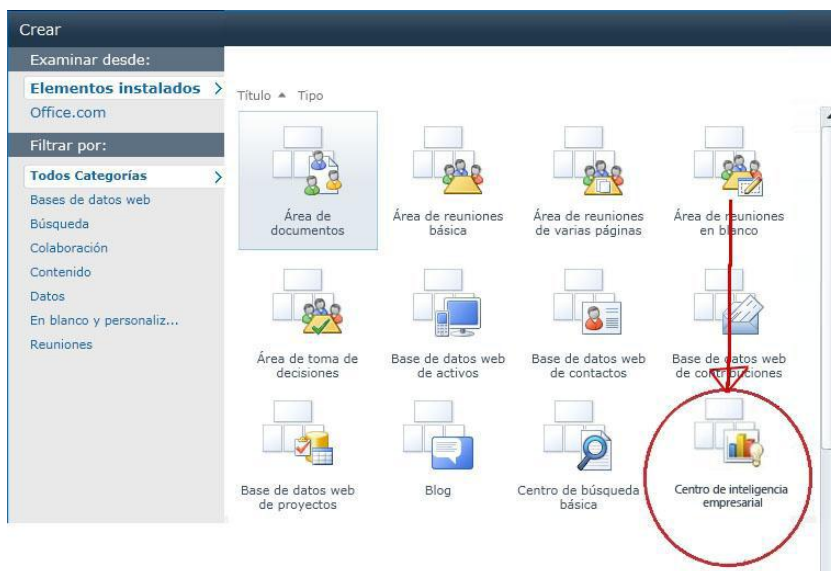 Crear
Examinar desde:
Elementos instalados
Office.com
Filtrar por:
Todos Categorías
Bases de datos web
Búsqueda
Colaboración
Contenido
Datos
En blanco y personaliz...
Reuniones
Título Tipo
Área de
documentos
Área de reuniones
básica
Área de reuniones
de varias páginas
Área de reuniones
en blanco
Área de toma de
decisiones
Base de datos web
de activos
Base de datos web
de contactos
Base de datos web
de contribuciones
Base de datos web
de proyectos
Blog
Centro de búsqueda
básica
Centro de inteligencia
empresarial